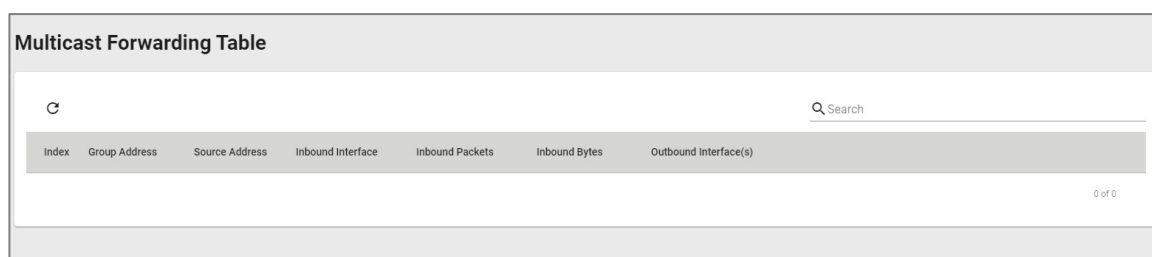 Multicast Forwarding Table
Search
Index Group Address Source Address Inbound Interface Inbound Packets Inbound Bytes Outbound Interface(s)
0 of 0